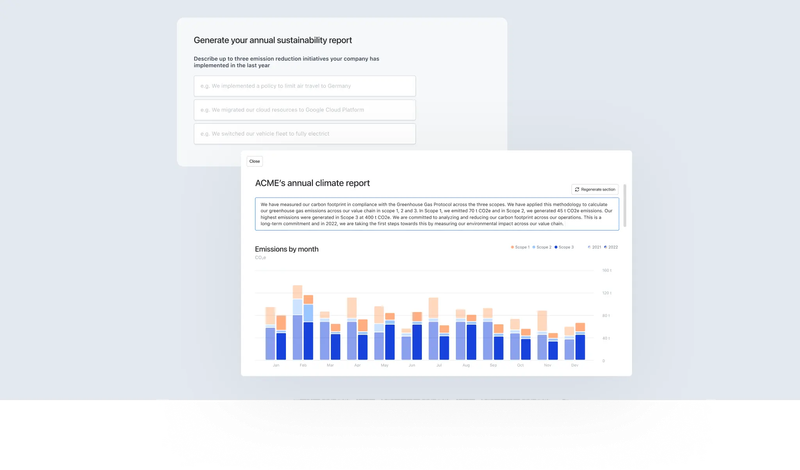 Generate your annual sustainability report
Describe up to three emission reduction initiatives your company has
implemented in the last year
e.g. We implemented a policy to limit air travel to Germany
e.g. We migrated our cloud resources to Google Cloud Platform
e.g. We switched our vehicle fleet to fully electrict
Close
ACME's annual climate report
Regenerate section
We have measured our carbon footprint in compliance with the Greenhouse Gas Protocol across the three scopes. We have applied this methodology to calculate
our greenhouse gas emissions across our value chain in scope 1, 2 and 3. In Scope 1, we emitted 70 t CO2e and in Scope 2, we generated 45 t CO2e emissions. Our
highest emissions were generated in Scope 3 at 400 t CO2e. We are committed to analyzing and reducing our carbon footprint across our operations. This is a
long-term commitment and in 2022, we are taking the first steps towards this by measuring our environmental impact across our value chain.
Emissions by month
Scope 1 Scope 2 Scope 3 2021 2022
160 t
120 t
40 t
0
Jan Feb Mar Apr May Jun Jul Aug Sep Oct Nov Dec